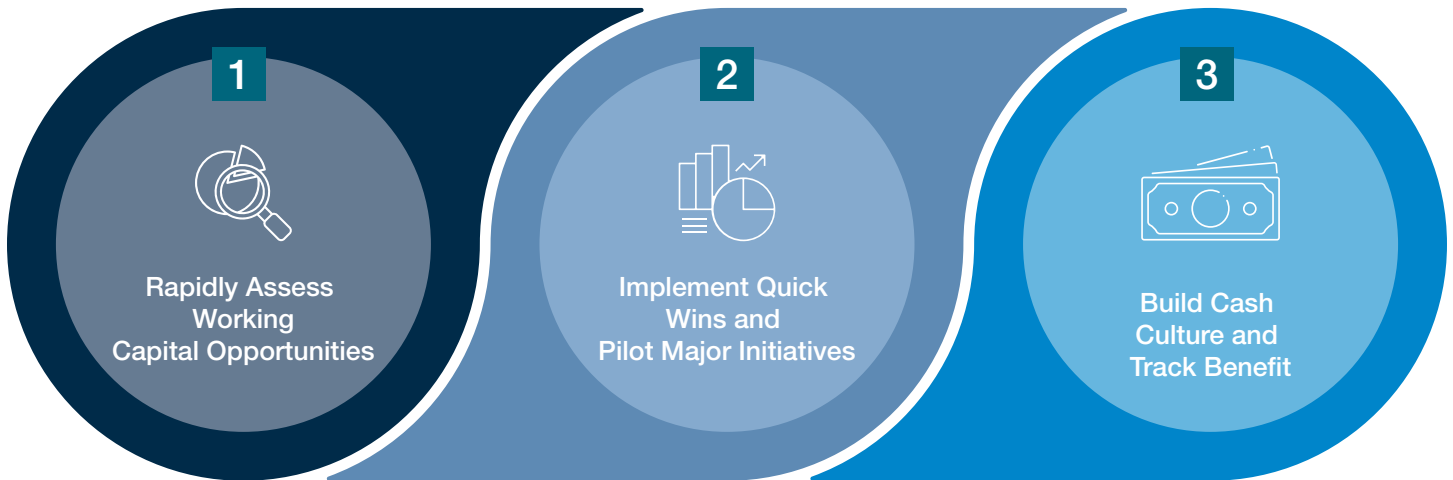 1
Rapidly Assess
Working
Capital Opportunities
2
Implement Quick
Wins and
Pilot Major Initiatives
3
Build Cash
Culture and
Track Benefit